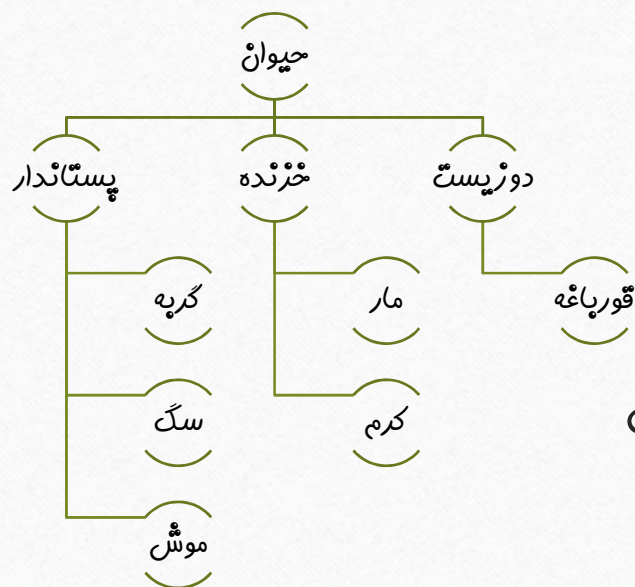 حیوان
دوزیست
خزنده
پستاندار
قورباغه
مار
گربه
کرم
سگ
موش